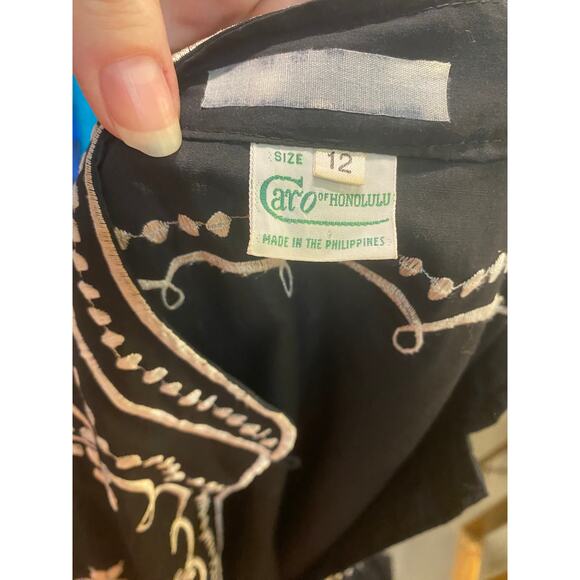 SIZE 12
Caro OF HONOLULU
MADE IN THE PHILIPPINES